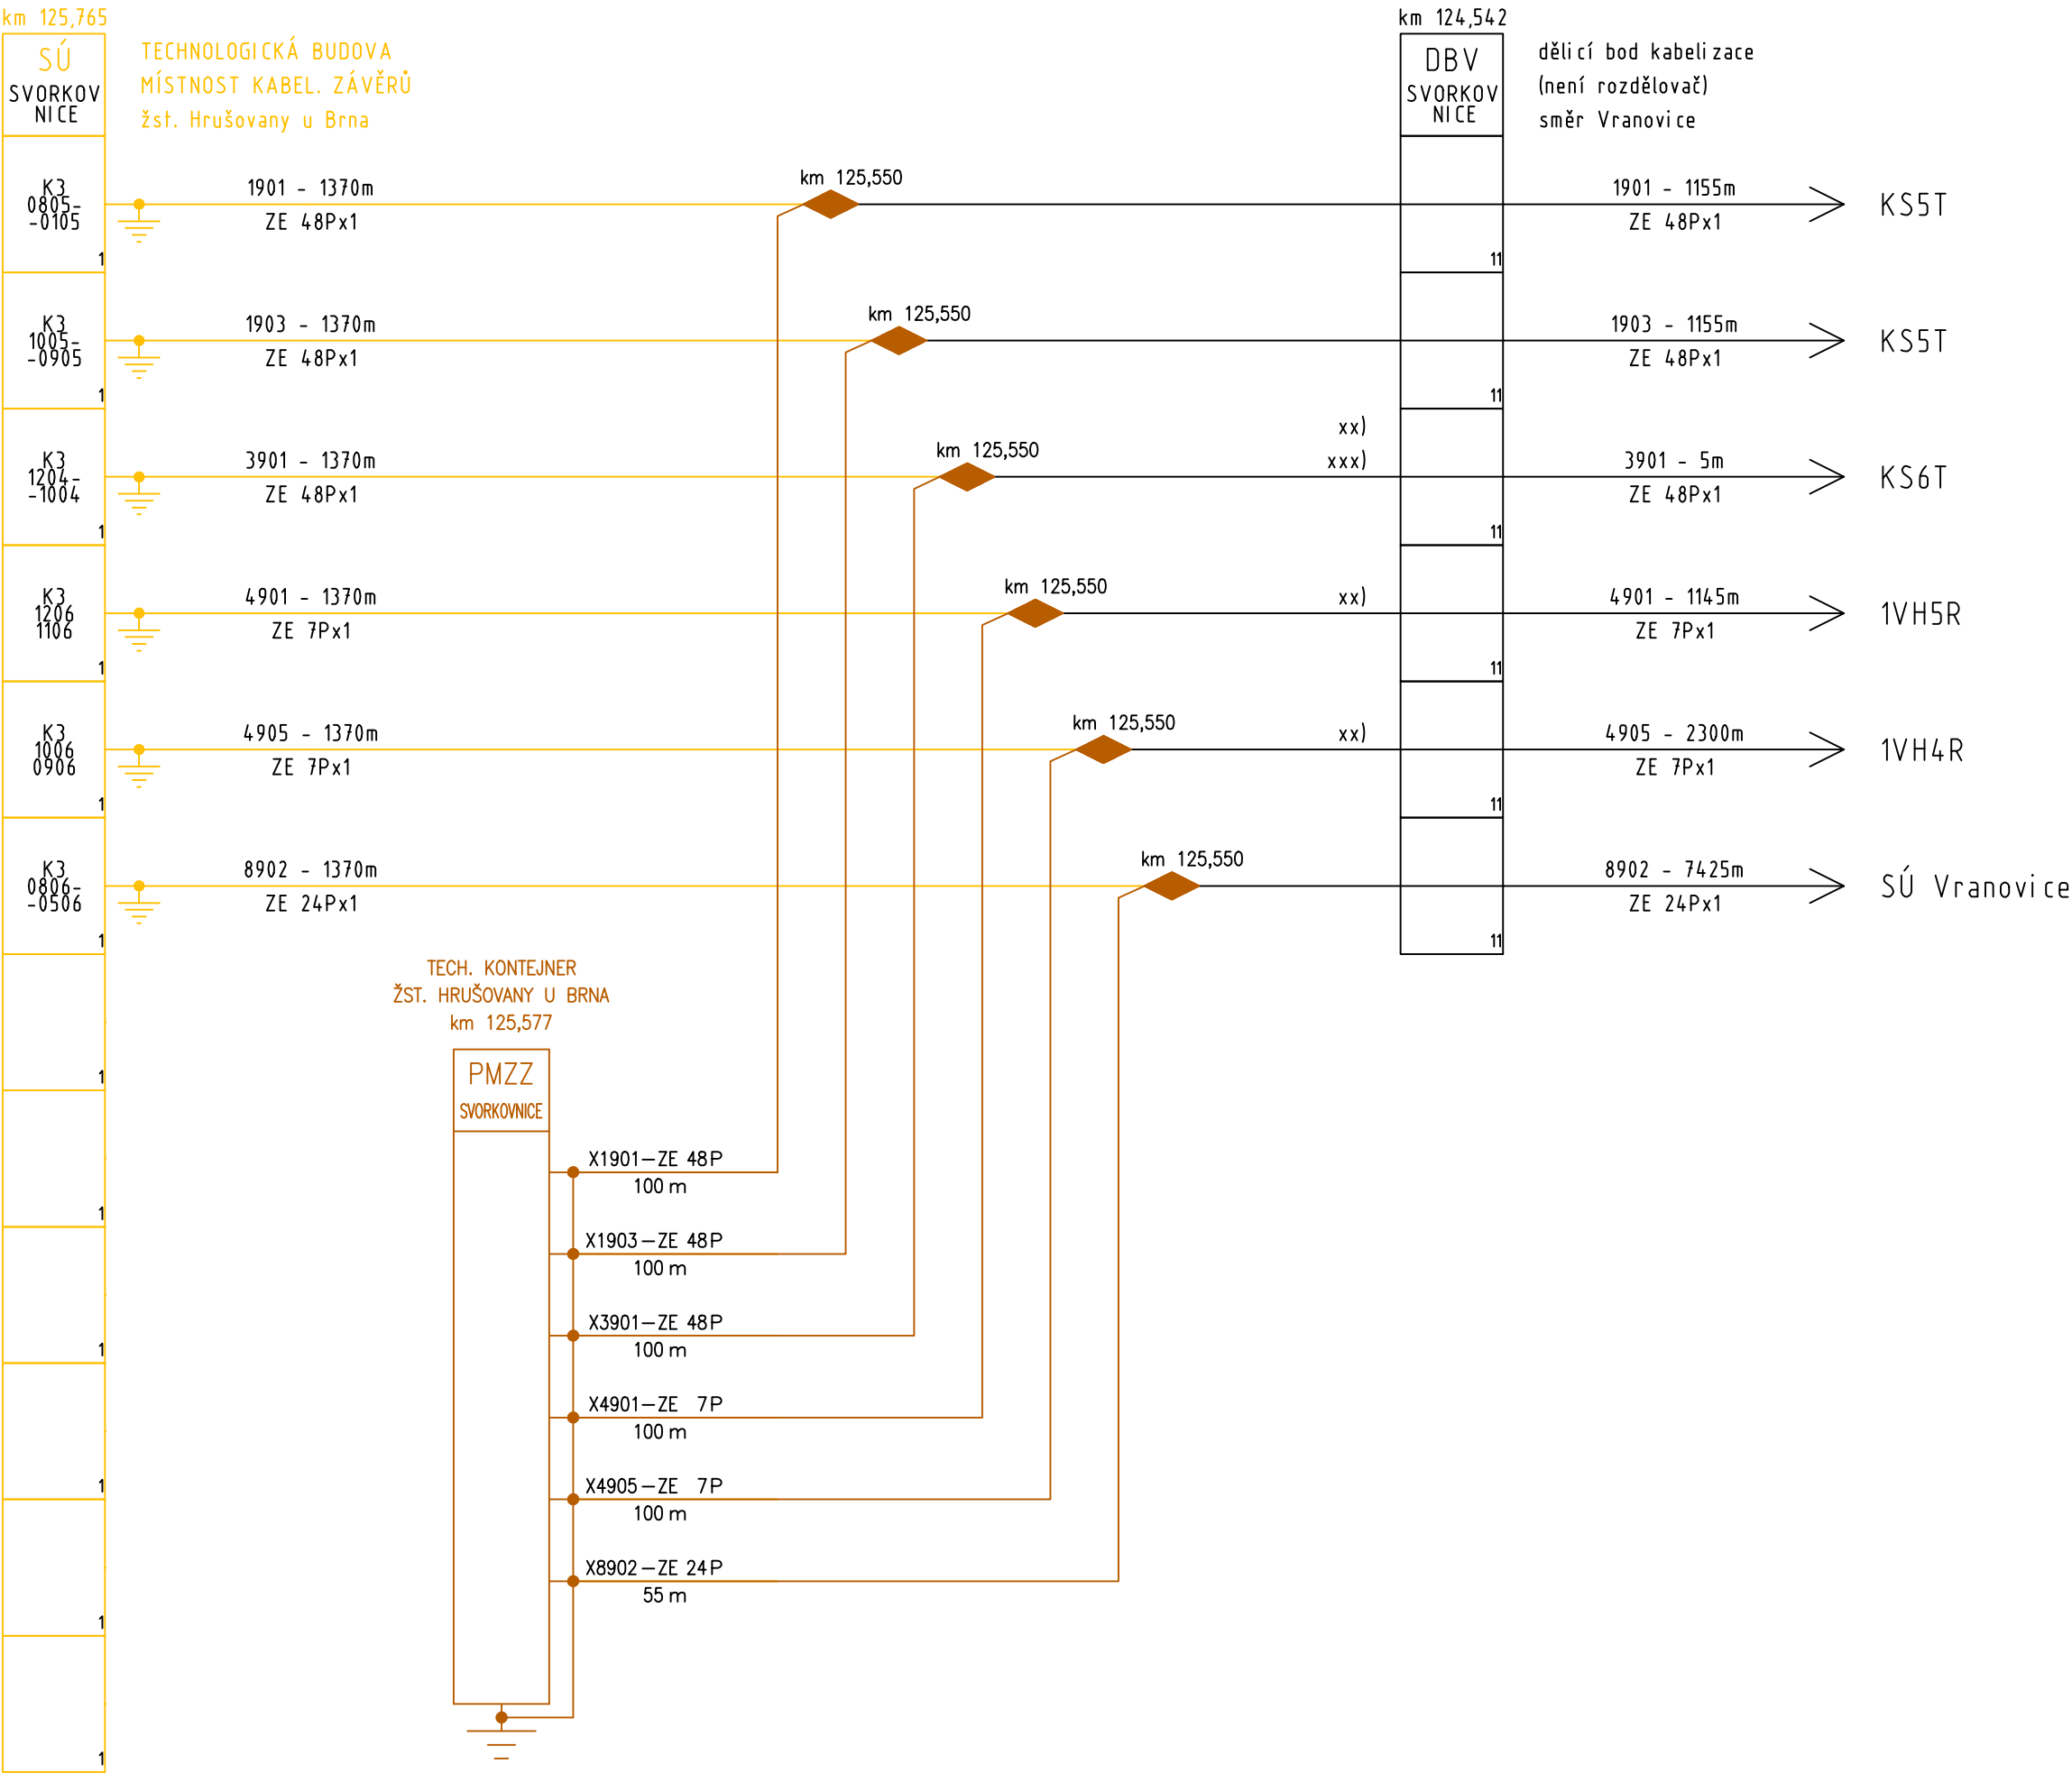 km 125,765
SÚ
SVORKOV
NICE
TECHNOLOGICKÁ BUDOVA
MÍSTNOST KABEL. ZÁVĚRŮ
žst. Hrušovany u Brna
km 124,542
DBV
SVORKOV
NICE
dělicí bod kabelizace
(není rozdělovač)
směr Vranovice
K3
0805-
-0105
1
1901 - 1370m
ZE 48Px1
km 125,550
11
1901 - 1155m
ZE 48Px1
KS5T
K3
1005-
-0905
1
1903 - 1370m
ZE 48Px1
km 125,550
11
1903 - 1155m
ZE 48Px1
KS5T
K3
1204-
-1004
1
3901 - 1370m
ZE 48Px1
km 125,550
xx)
xxx)
11
3901 - 5m
ZE 48Px1
KS6T
K3
1206
1106
1
4901 - 1370m
ZE 7Px1
km 125,550
xx)
11
4901 - 1145m
ZE 7Px1
1VH5R
K3
1006
0906
1
4905 - 1370m
ZE 7Px1
km 125,550
xx)
11
4905 - 2300m
ZE 7Px1
1VH4R
K3
0806-
-0506
1
8902 - 1370m
ZE 24Px1
km 125,550
11
8902 - 7425m
ZE 24Px1
SÚ Vranovice
1
1
1
1
1
1
TECH. KONTEJNER
ŽST. HRUŠOVANY U BRNA
km 125,577
PMZZ
SVORKOVNICE
X1901-ZE 48P
100 m
X1903-ZE 48P
100 m
X3901-ZE 48P
100 m
X4901-ZE 7P
100 m
X4905-ZE 7P
100 m
X8902-ZE 24P
55 m